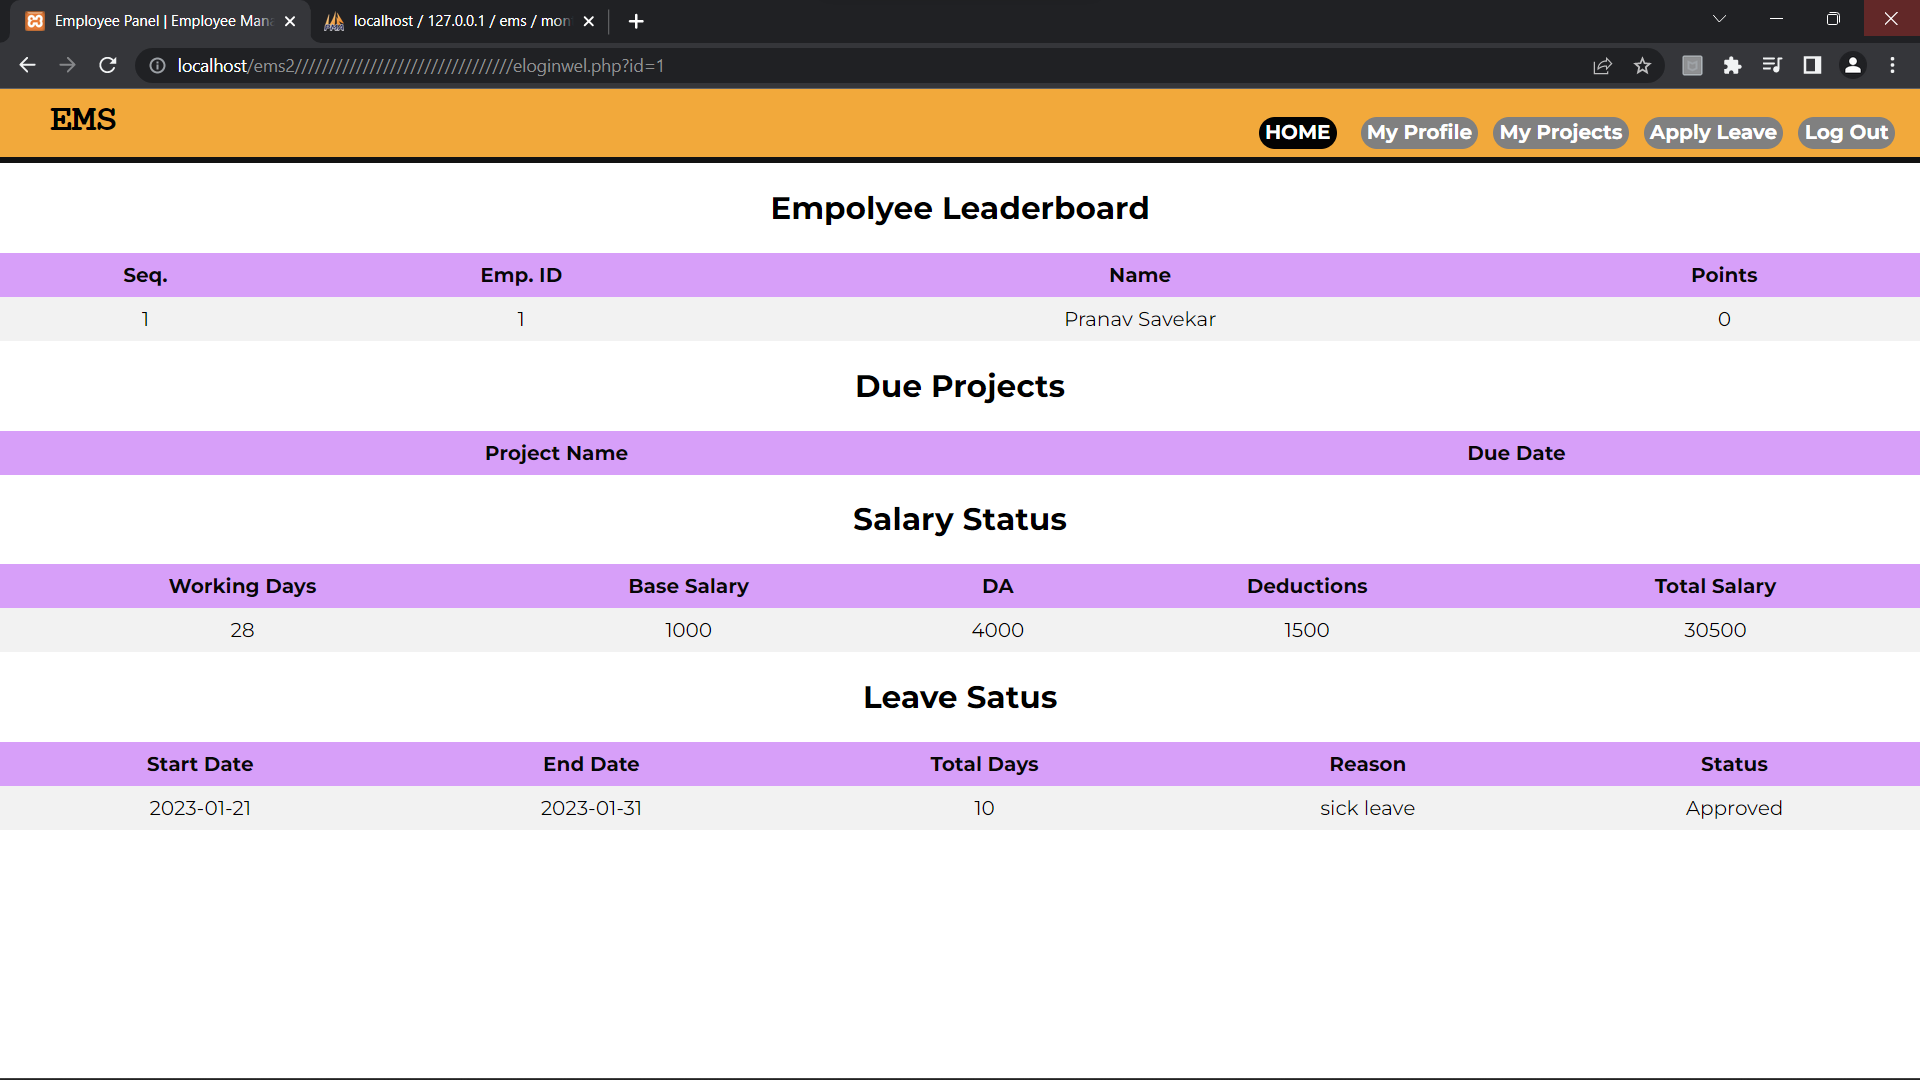 Employee Panel | Employee Mana
localhost / 127.0.0.1 / ems / mon
localhost/ems2/////////////////////////////////eloginwel.php?id=1
EMS
HOME My Profile My Projects Apply Leave Log Out
Empolyee Leaderboard
Seq. Emp. ID Name Points
1 1 Pranav Savekar 0
Due Projects
Project Name Due Date
Salary Status
Working Days Base Salary DA Deductions Total Salary
28 1000 4000 1500 30500
Leave Satus
Start Date End Date Total Days Reason Status
2023-01-21 2023-01-31 10 sick leave Approved